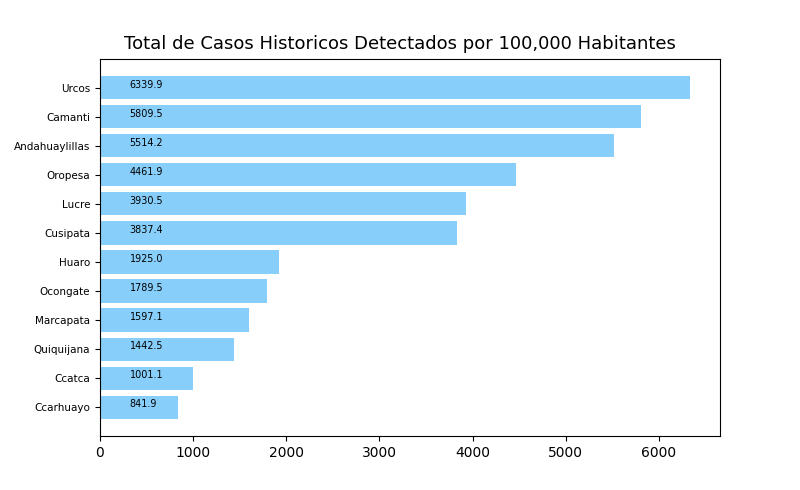 Total de Casos Historicos Detectados por 100,000 Habitantes
Urcos 6339.9
Camanti 5809.5
Andahuaylillas 5514.2
Oropesa 4461.9
Lucre 3930.5
Cusipata 3837.4
Huaro 1925.0
Ocongate 1789.5
Marcapata 1597.1
Quiquijana 1442.5
Ccatca 1001.1
Ccarhuayo 841.9
0 1000 2000 3000 4000 5000 6000